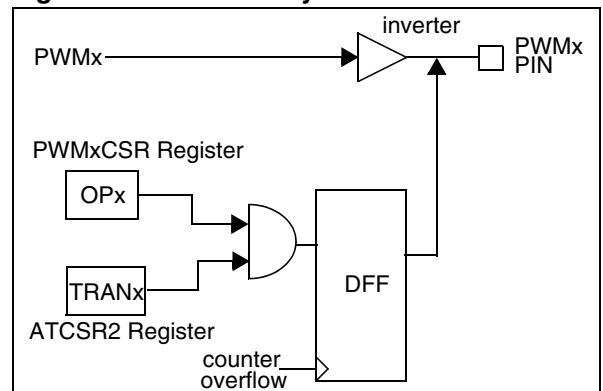 inverter
PWMx
PWMx
PIN
PWMxCSR Register
OPx
TRANx
DFF
ATCSR2 Register
counter
overflow